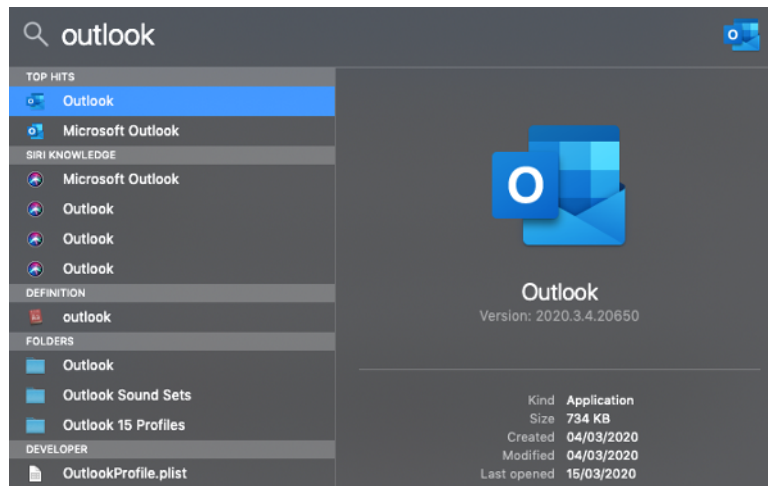 outlook
TOP HITS
Outlook
Microsoft Outlook
SIRI KNOWLEDGE
Microsoft Outlook
Outlook
Outlook
Outlook
DEFINITION
outlook
FOLDERS
Outlook
Outlook Sound Sets
Outlook 15 Profiles
DEVELOPER
OutlookProfile.plist
O
Outlook
Version: 2020.3.4.20650
Kind Application
Size 734 KB
Created 04/03/2020
Modified 04/03/2020
Last opened 15/03/2020